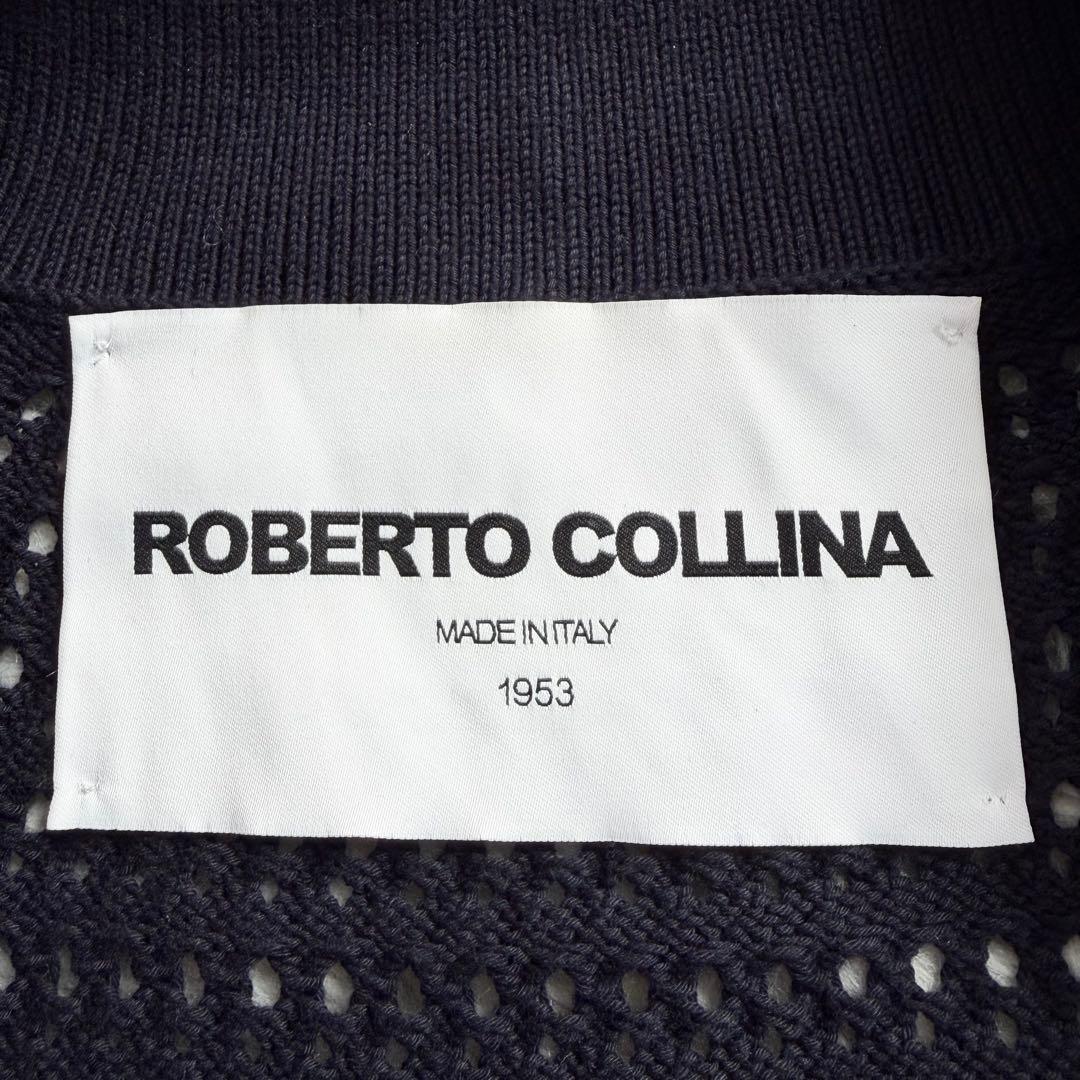 ROBERTO COLLINA
MADE IN ITALY
1953